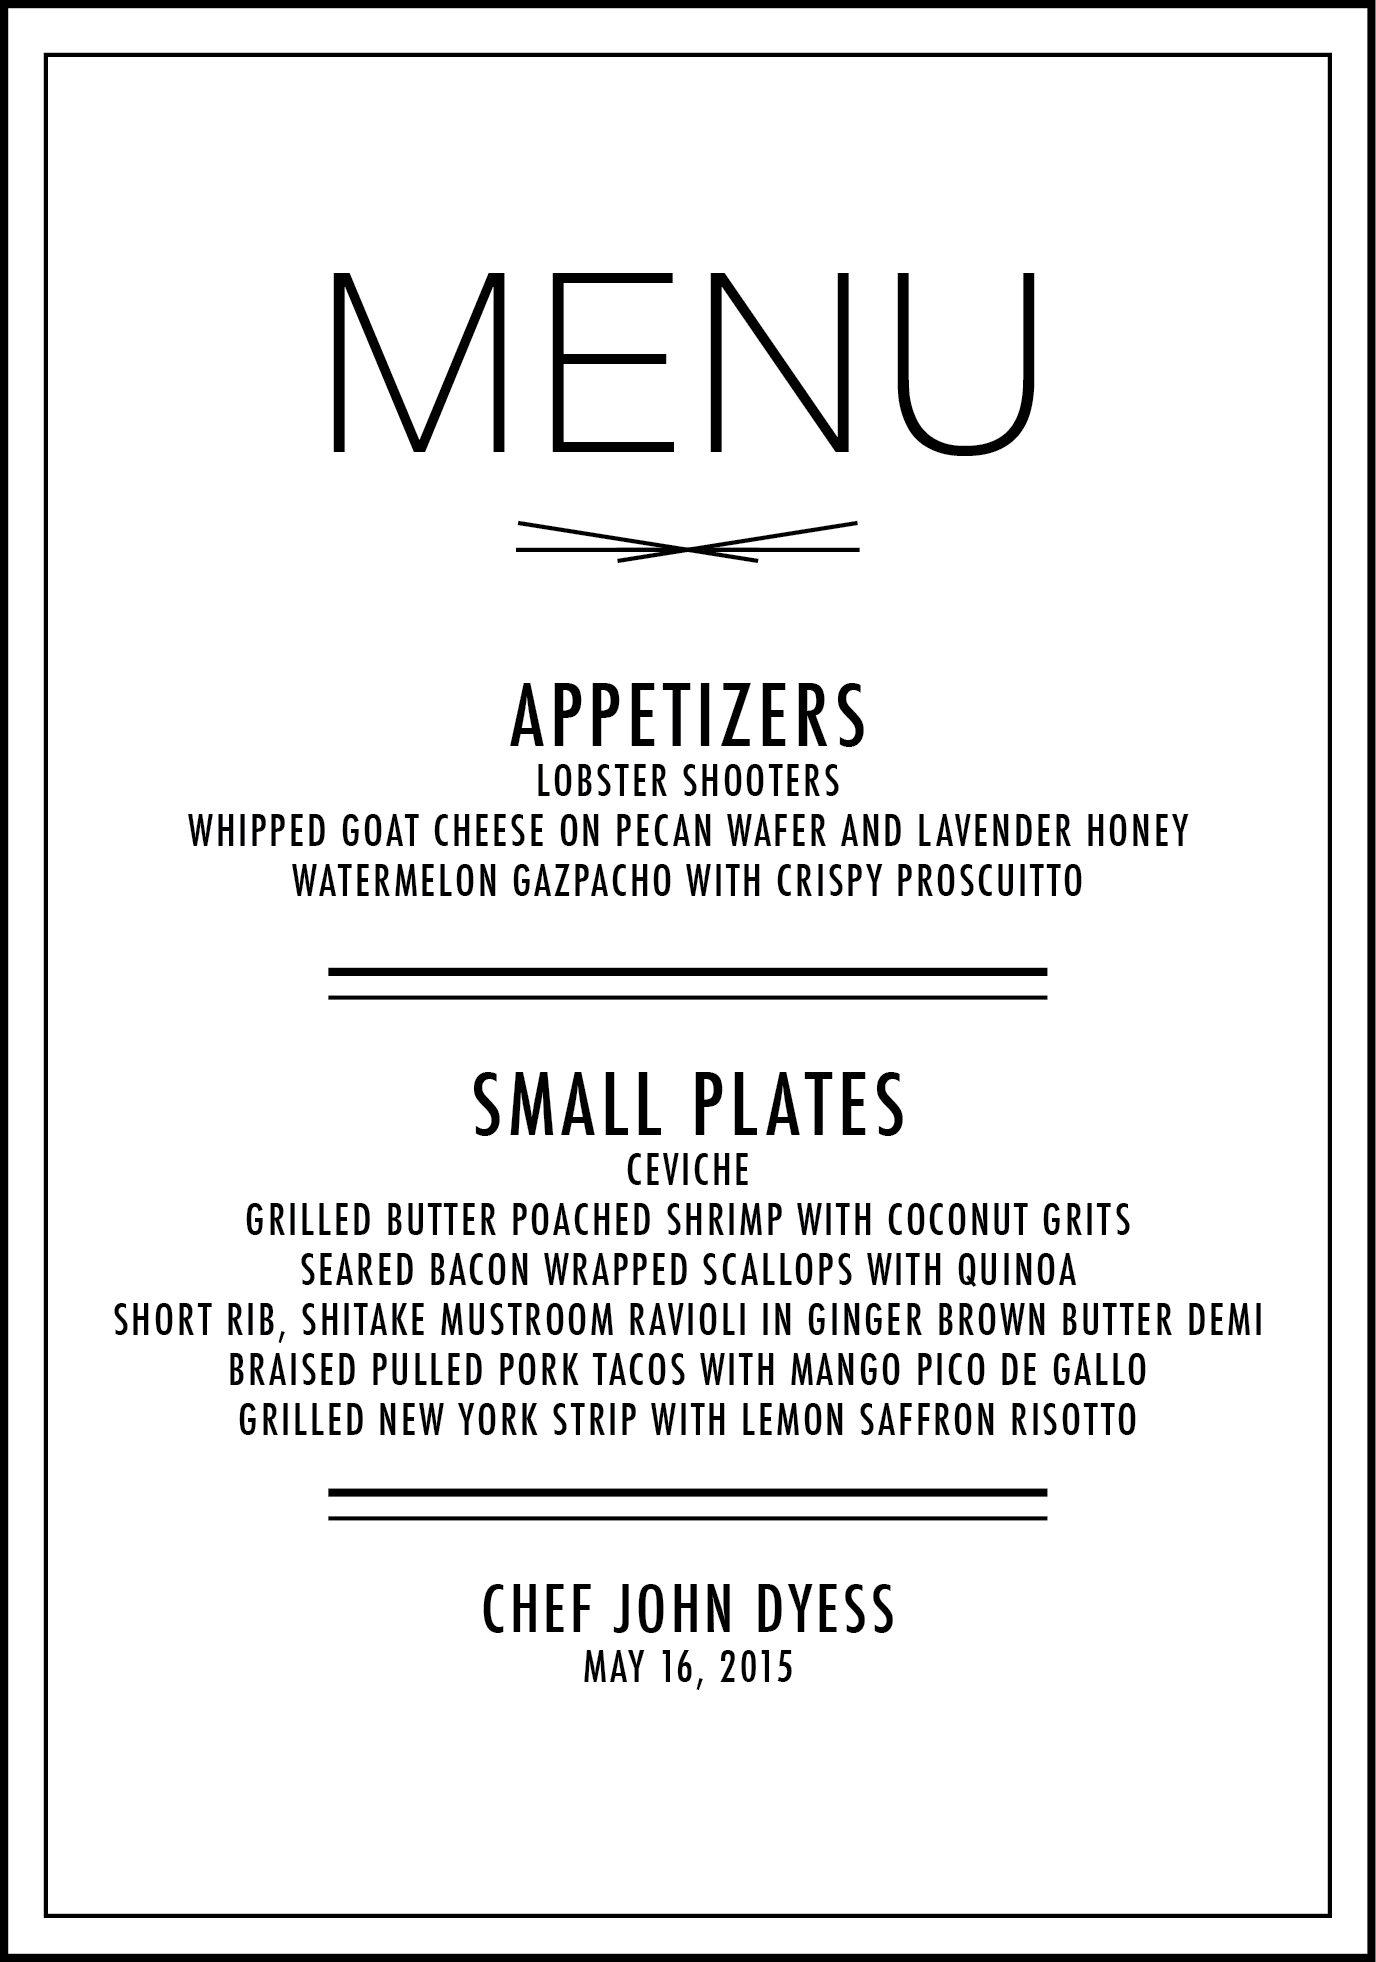 MENU
APPETIZERS
LOBSTER SHOOTERS
WHIPPED GOAT CHEESE ON PECAN WAFER AND LAVENDER HONEY
WATERMELON GAZPACHO WITH CRISPY PROSCUITTO
SMALL PLATES
CEVICHE
GRILLED BUTTER POACHED SHRIMP WITH COCONUT GRITS
SEARED BACON WRAPPED SCALLOPS WITH QUINOA
SHORT RIB, SHITAKE MUSTROOM RAVIOLI IN GINGER BROWN BUTTER DEMI
BRAISED PULLED PORK TACOS WITH MANGO PICO DE GALLO
GRILLED NEW YORK STRIP WITH LEMON SAFFRON RISOTTO
CHEF JOHN DYESS
MAY 16, 2015